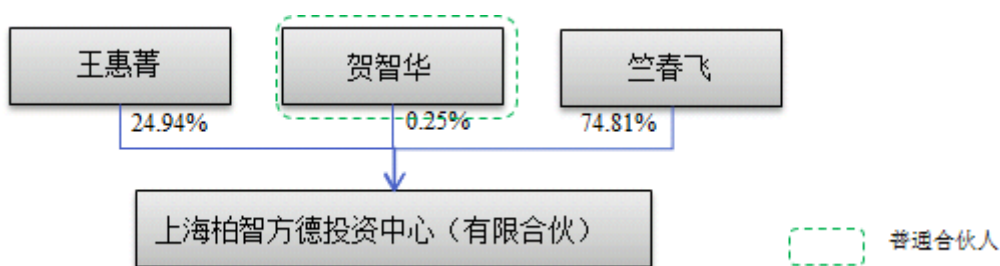 王惠菁
贺智华
竺春飞
24.94%
0.25%
74.81%
上海柏智方德投资中心（有限合伙）
普通合伙人